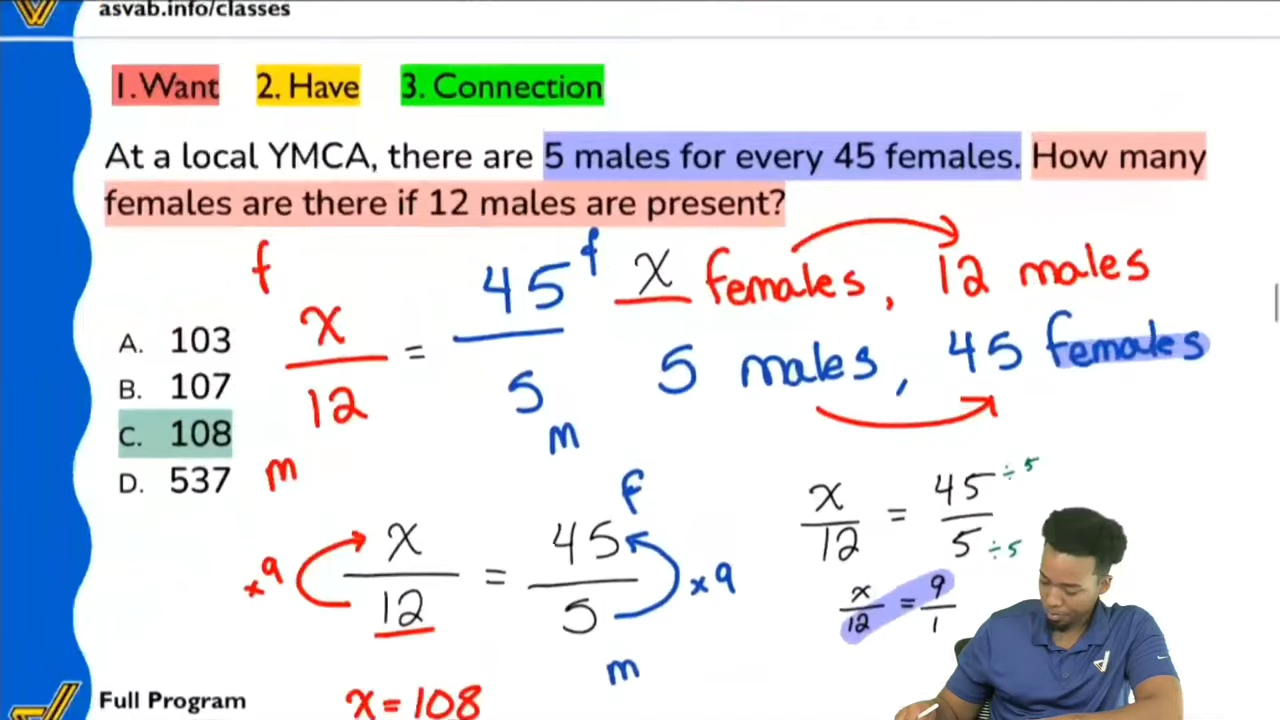 asvab.info/classes
1. Want 2. Have 3. Connection
At a local YMCA, there are 5 males for every 45 females. How many
females are there if 12 males are present?
f
x/12 = 45/5
f
m
m
x females, 12 males
5 males, 45 females
A. 103
B. 107
C. 108
D. 537
x/12 = 45/5
×9
×9
f
m
x = 108
x/12 = 45/5
÷5
÷5
x/12 = 9/1
Full Program